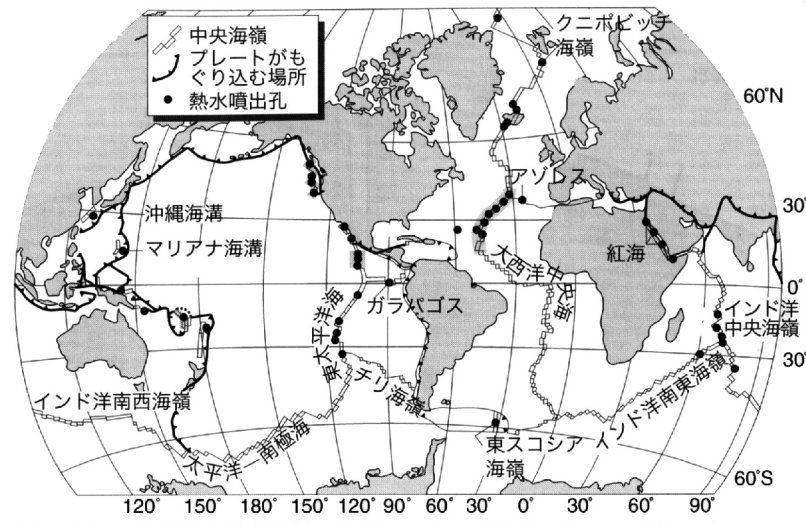 中央海嶺
プレートがも
ぐり込む場所
熱水噴出孔
クニポビッチ
海嶺
60°N
アゾレス
30°
沖縄海溝
マリアナ海溝
紅海
大西洋中央海
0°
ガラパゴス
インド洋
中央海嶺
東太平洋海
30°
チリ海嶺
インド洋南西海嶺
インド洋南東海嶺
太平洋－南極海
東スコシア
海嶺
60°S
120° 150° 180° 150° 120° 90° 60° 30° 0° 30° 60° 90°